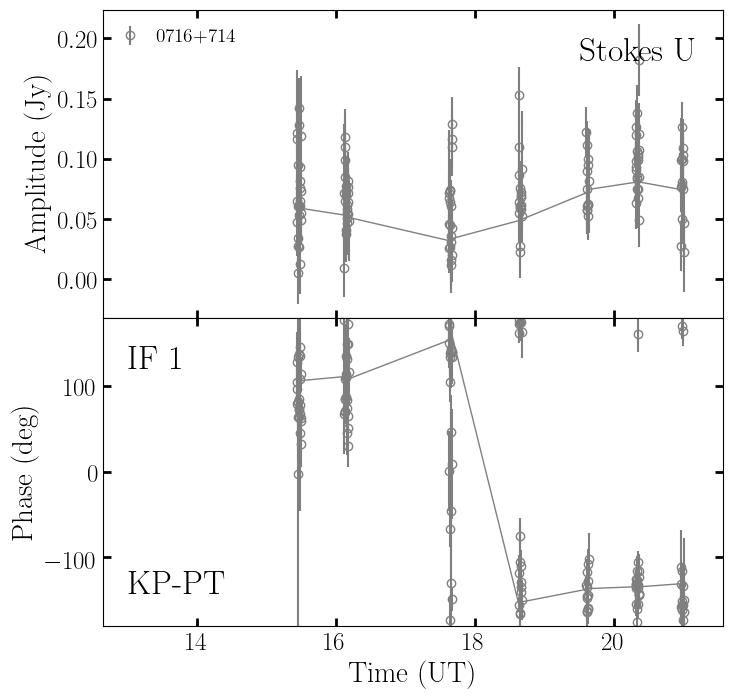 0716+714
Stokes U
0.20
0.15
0.10
0.05
0.00
Amplitude (Jy)
IF 1
100
0
−100
Phase (deg)
KP-PT
14 16 18 20
Time (UT)